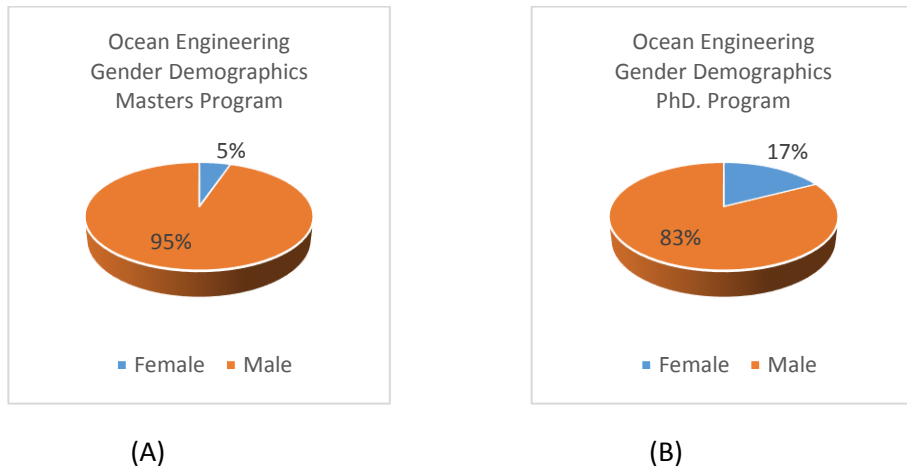 Ocean Engineering
Gender Demographics
Masters Program
5%
95%
Female Male
(A)
Ocean Engineering
Gender Demographics
PhD. Program
17%
83%
Female Male
(B)